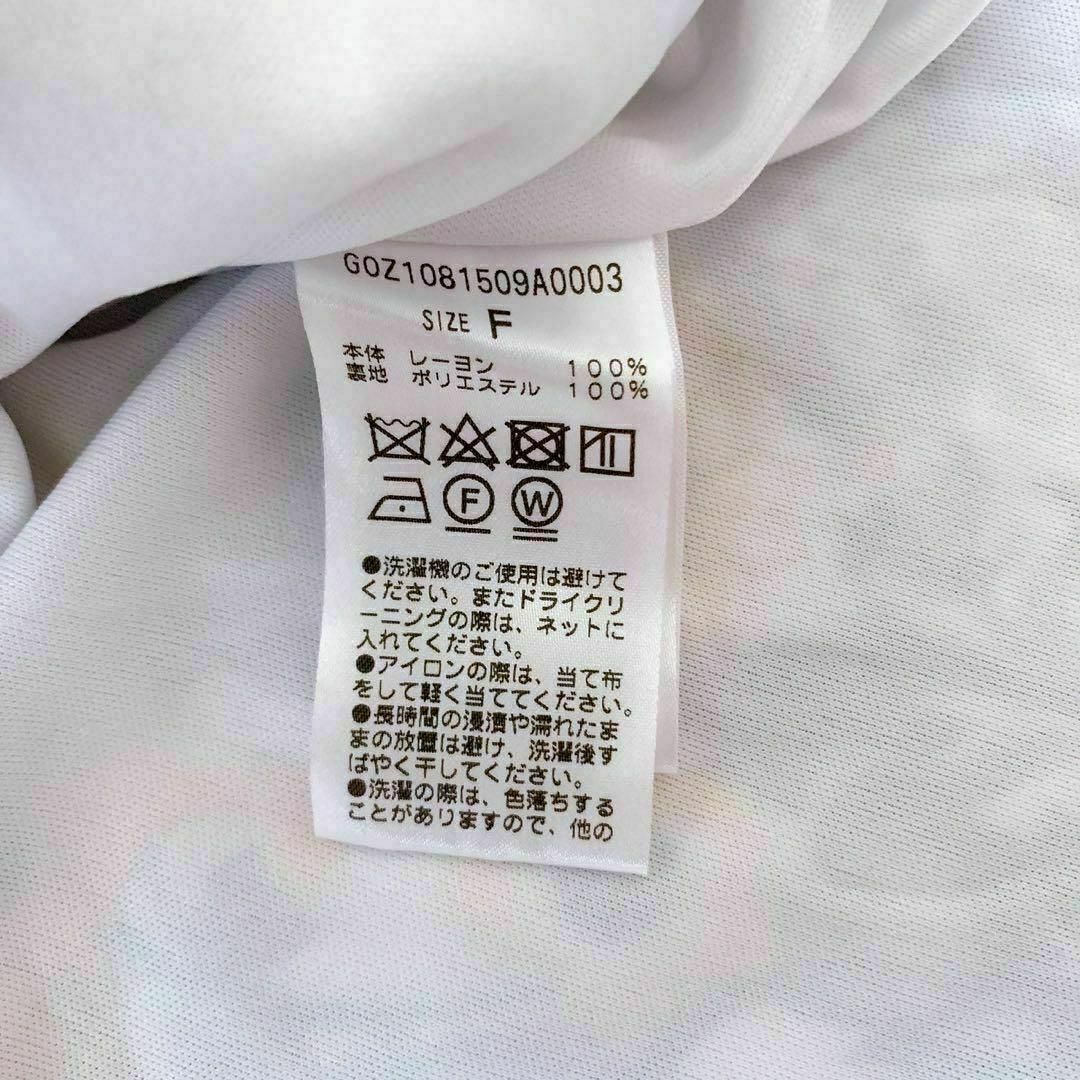 GOZ1081509A0003
SIZE F
本体 レーヨン 100%
裏地 ポリエステル 100%
F W
●洗濯機のご使用は避けて
ください。またドライクリ
ーニングの際は、ネットに
入れてください。
●アイロンの際は、当て布
をして軽く当ててください。
●長時間の浸漬や濡れたま
まの放置は避け、洗濯後す
ばやく干してください。
●洗濯の際は、色落ちする
ことがありますので、他の